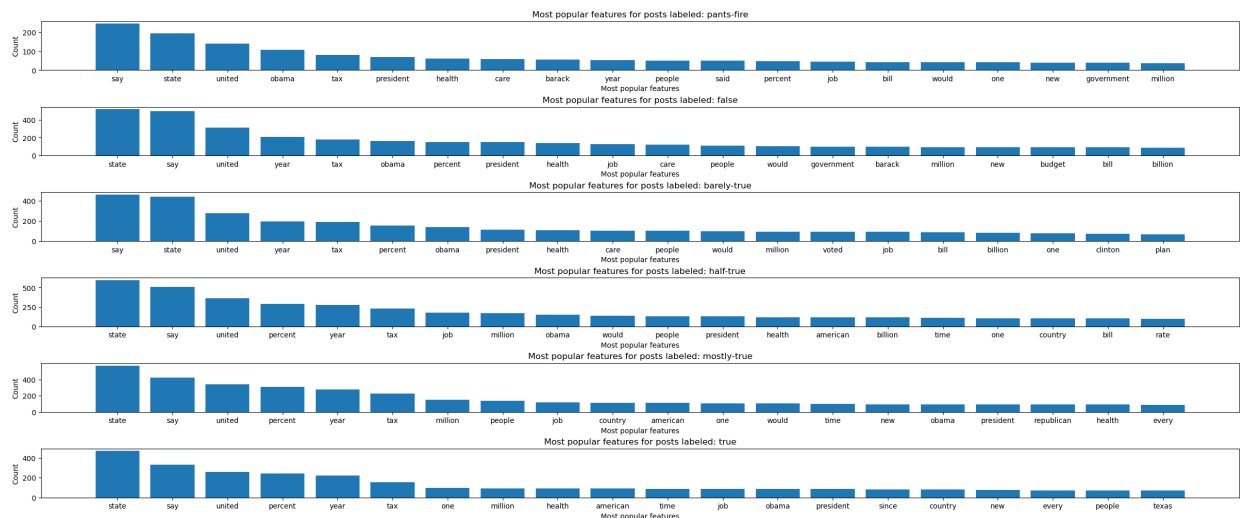 Most popular features for posts labeled: pants-fire
Count
200
100
0
say state united obama tax president health care barack year people said percent job bill would one new government million
Most popular features
Most popular features for posts labeled: false
Count
400
200
0
state say united year tax obama percent president health job care people would government barack million new budget bill billion
Most popular features
Most popular features for posts labeled: barely-true
Count
400
200
0
say state united year tax percent obama president health care people would million voted job bill billion one clinton plan
Most popular features
Most popular features for posts labeled: half-true
Count
500
250
0
state say united percent year tax job million obama would people president health american billion time one country bill rate
Most popular features
Most popular features for posts labeled: mostly-true
Count
400
200
0
state say united percent year tax million people job country american one would time new obama president republican health every
Most popular features
Most popular features for posts labeled: true
Count
400
200
0
state say united percent year tax one million health american time job obama president since country new every people texas
Most popular features